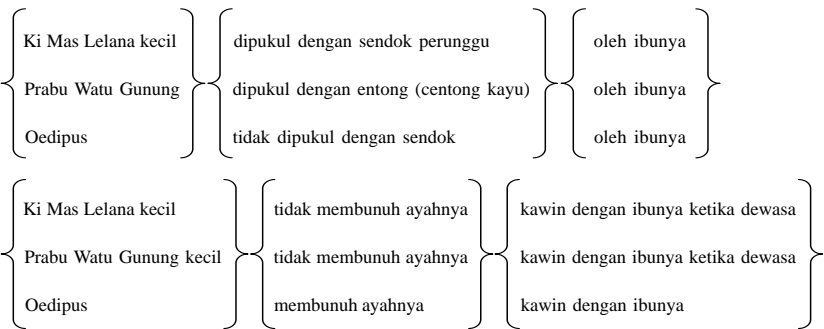 Ki Mas Lelana kecil dipukul dengan sendok perunggu oleh ibunya
Prabu Watu Gunung dipukul dengan entong (centong kayu) oleh ibunya
Oedipus tidak dipukul dengan sendok oleh ibunya
Ki Mas Lelana kecil tidak membunuh ayahnya kawin dengan ibunya ketika dewasa
Prabu Watu Gunung kecil tidak membunuh ayahnya kawin dengan ibunya ketika dewasa
Oedipus membunuh ayahnya kawin dengan ibunya